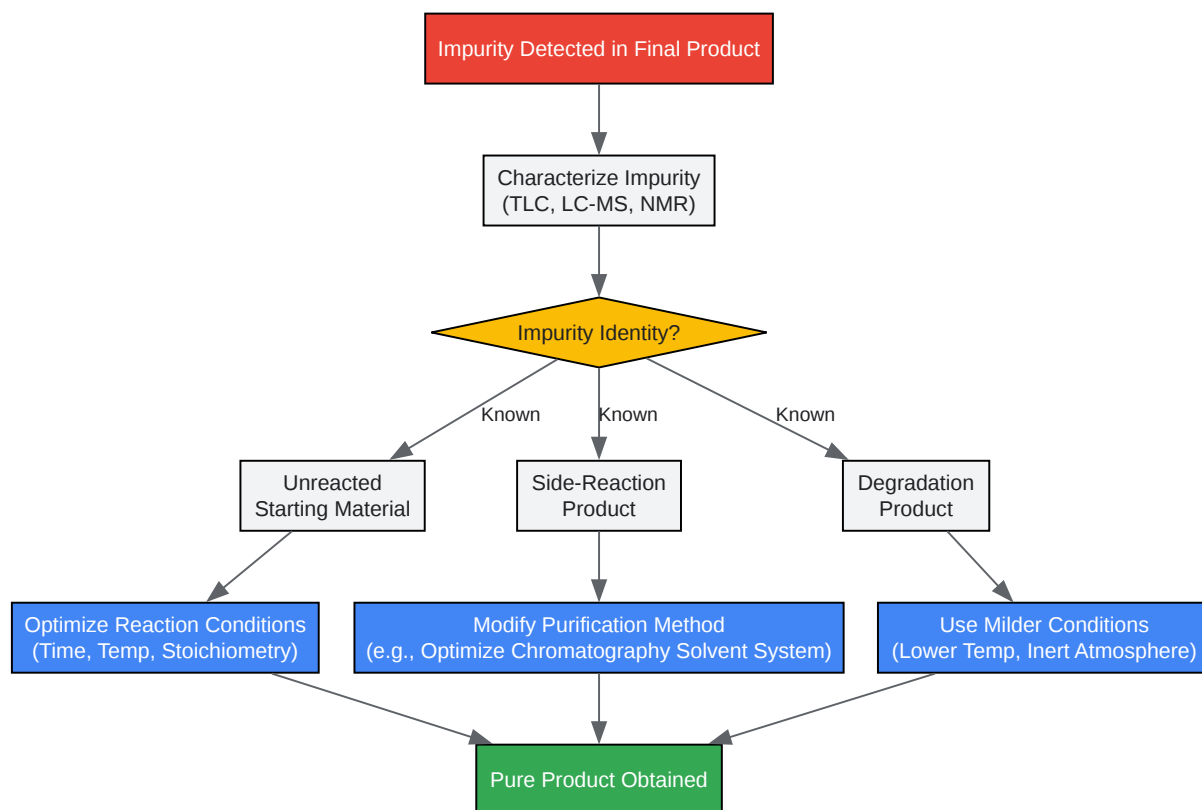 Impurity Detected in Final Product
Characterize Impurity
(TLC, LC-MS, NMR)
Impurity Identity?
Known
Known
Known
Unreacted
Starting Material
Side-Reaction
Product
Degradation
Product
Optimize Reaction Conditions
(Time, Temp, Stoichiometry)
Modify Purification Method
(e.g., Optimize Chromatography Solvent System)
Use Milder Conditions
(Lower Temp, Inert Atmosphere)
Pure Product Obtained